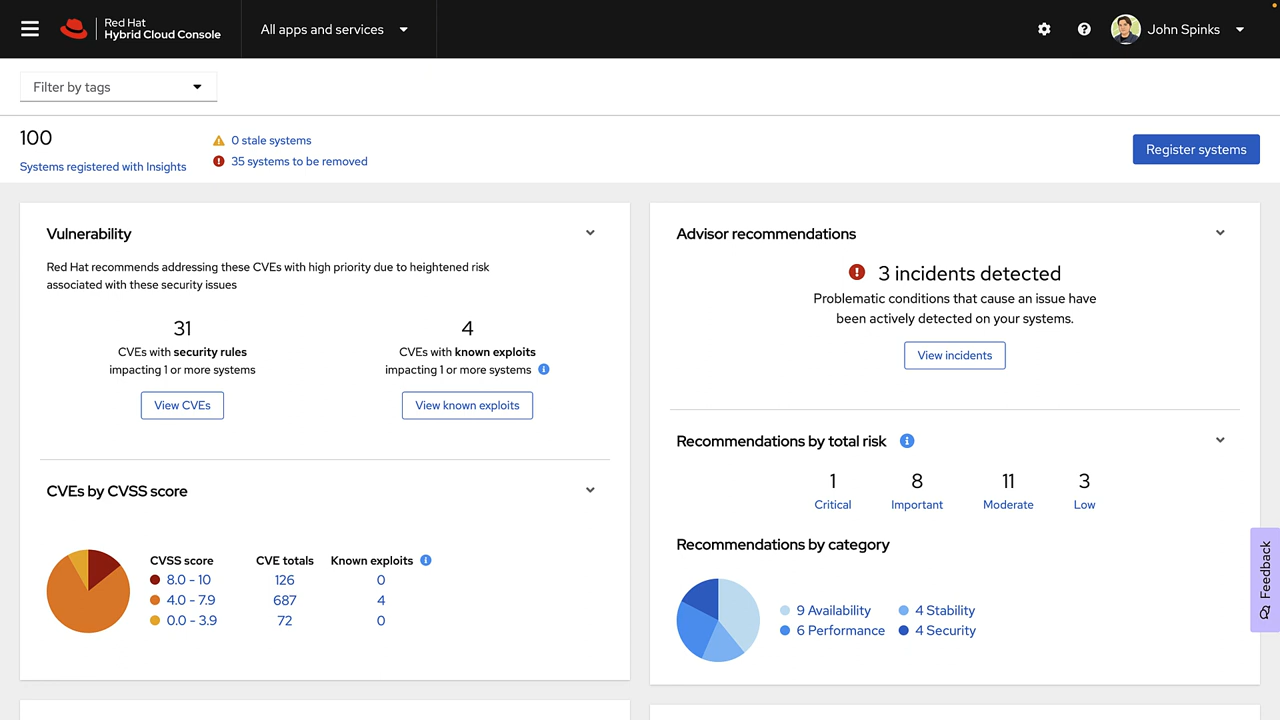 Red Hat
Hybrid Cloud Console
All apps and services
John Spinks
Filter by tags
100
Systems registered with Insights
0 stale systems
35 systems to be removed
Register systems
Vulnerability
Red Hat recommends addressing these CVEs with high priority due to heightened risk
associated with these security issues
31
CVEs with security rules
impacting 1 or more systems
View CVEs
4
CVEs with known exploits
impacting 1 or more systems
View known exploits
CVEs by CVSS score
CVSS score CVE totals Known exploits
8.0 - 10 126 0
4.0 - 7.9 687 4
0.0 - 3.9 72 0
Advisor recommendations
3 incidents detected
Problematic conditions that cause an issue have
been actively detected on your systems.
View incidents
Recommendations by total risk
1 8 11 3
Critical Important Moderate Low
Recommendations by category
9 Availability 4 Stability
6 Performance 4 Security
Feedback